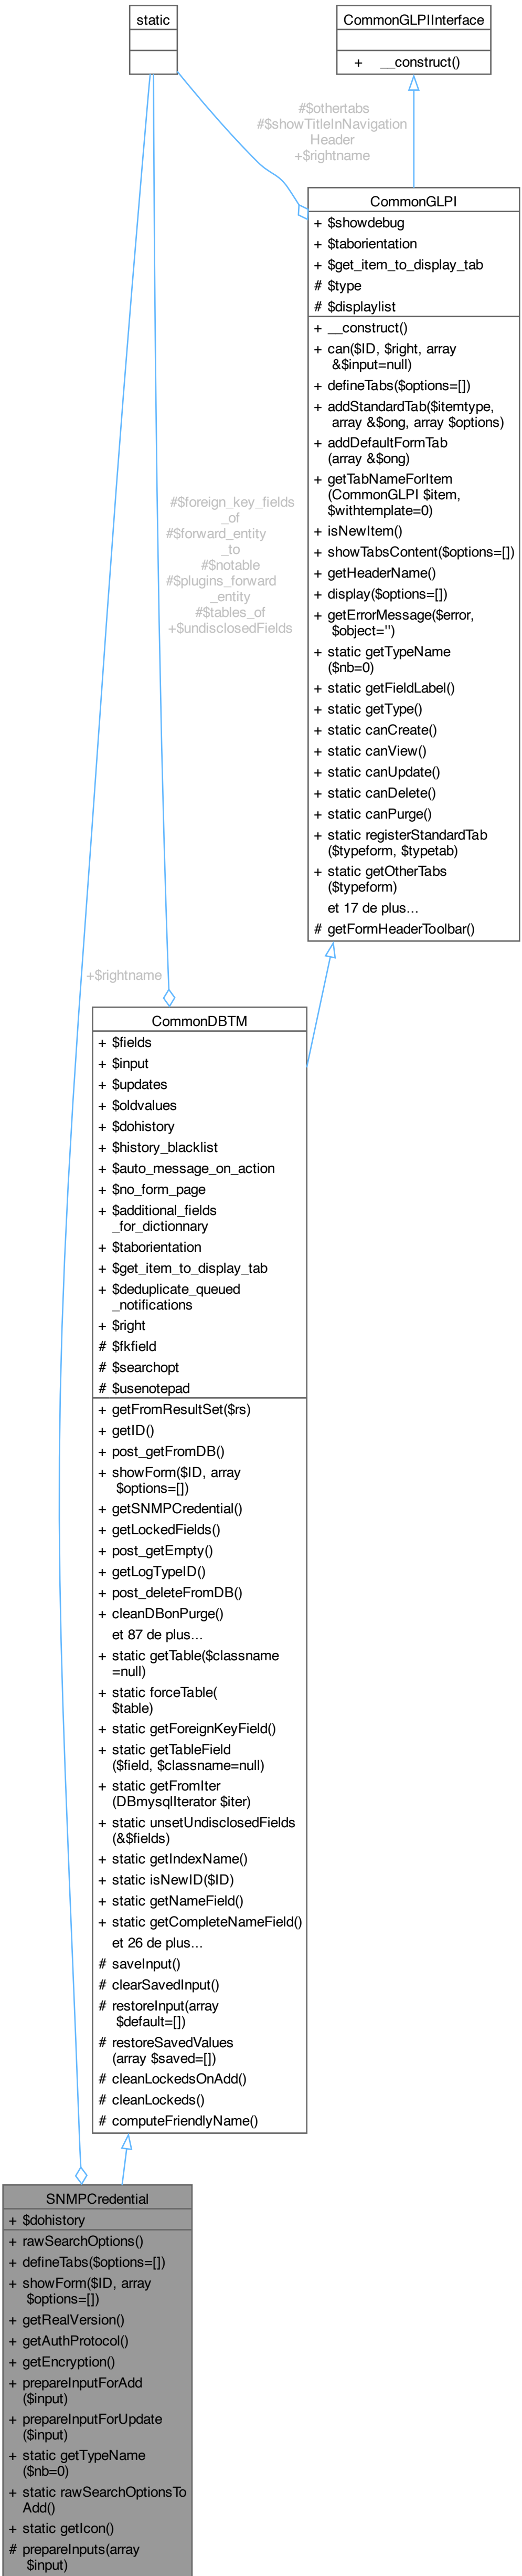 static
CommonGLPIInterface
+ __construct()
#$othertabs
#$showTitleInNavigation
Header
+$rightname
CommonGLPI
+ $showdebug
+ $taborientation
+ $get_item_to_display_tab
# $type
# $displaylist
+ __construct()
+ can($ID, $right, array
&$input=null)
+ defineTabs($options=[])
+ addStandardTab($itemtype,
array &$ong, array $options)
+ addDefaultFormTab
(array &$ong)
+ getTabNameForItem
(CommonGLPI $item,
$withtemplate=0)
+ isNewItem()
+ showTabsContent($options=[])
+ getHeaderName()
+ display($options=[])
+ getErrorMessage($error,
$object='')
+ static getTypeName
($nb=0)
+ static getFieldLabel()
+ static getType()
+ static canCreate()
+ static canView()
+ static canUpdate()
+ static canDelete()
+ static canPurge()
+ static registerStandardTab
($typeform, $typetab)
+ static getOtherTabs
($typeform)
et 17 de plus...
# getFormHeaderToolbar()
#$foreign_key_fields
_of
#$forward_entity
_to
#$notable
#$plugins_forward
_entity
#$tables_of
+$undisclosedFields
+$rightname
CommonDBTM
+ $fields
+ $input
+ $updates
+ $oldvalues
+ $dohistory
+ $history_blacklist
+ $auto_message_on_action
+ $no_form_page
+ $additional_fields
_for_dictionnary
+ $taborientation
+ $get_item_to_display_tab
+ $deduplicate_queued
_notifications
+ $right
# $fkfield
# $searchopt
# $usenotepad
+ getFromResultSet($rs)
+ getID()
+ post_getFromDB()
+ showForm($ID, array
$options=[])
+ getSNMPCredential()
+ getLockedFields()
+ post_getEmpty()
+ getLogTypeID()
+ post_deleteFromDB()
+ cleanDBonPurge()
et 87 de plus...
+ static getTable($classname
=null)
+ static forceTable(
$table)
+ static getForeignKeyField()
+ static getTableField
($field, $classname=null)
+ static getFromIter
(DBmysqlIterator $iter)
+ static unsetUndisclosedFields
(&$fields)
+ static getIndexName()
+ static isNewID($ID)
+ static getNameField()
+ static getCompleteNameField()
et 26 de plus...
# saveInput()
# clearSavedInput()
# restoreInput(array
$default=[])
# restoreSavedValues
(array $saved=[])
# cleanLockedsOnAdd()
# cleanLockeds()
# computeFriendlyName()
SNMPCredential
+ $dohistory
+ rawSearchOptions()
+ defineTabs($options=[])
+ showForm($ID, array
$options=[])
+ getRealVersion()
+ getAuthProtocol()
+ getEncryption()
+ prepareInputForAdd
($input)
+ prepareInputForUpdate
($input)
+ static getTypeName
($nb=0)
+ static rawSearchOptionsTo
Add()
+ static getIcon()
# prepareInputs(array
$input)